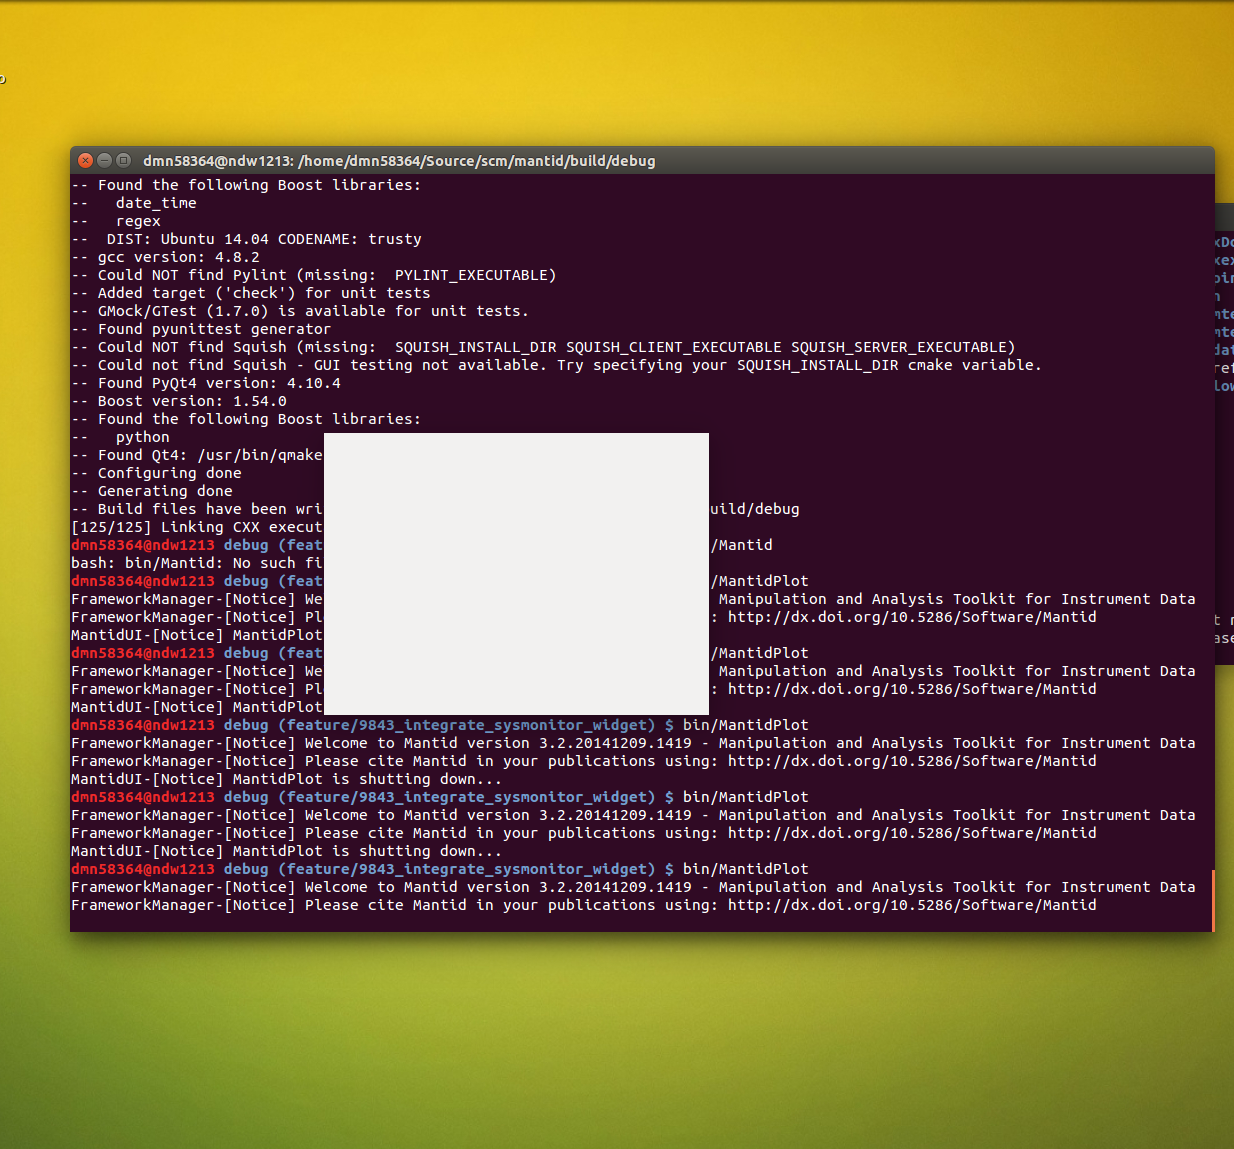 dmn58364@ndw1213: /home/dmn58364/Source/scm/mantid/build/debug
-- Found the following Boost libraries:
--   date_time
--   regex
--  DIST: Ubuntu 14.04 CODENAME: trusty
-- gcc version: 4.8.2
-- Could NOT find Pylint (missing:  PYLINT_EXECUTABLE)
-- Added target ('check') for unit tests
-- GMock/GTest (1.7.0) is available for unit tests.
-- Found pyunittest generator
-- Could NOT find Squish (missing:  SQUISH_INSTALL_DIR SQUISH_CLIENT_EXECUTABLE SQUISH_SERVER_EXECUTABLE)
-- Could not find Squish - GUI testing not available. Try specifying your SQUISH_INSTALL_DIR cmake variable.
-- Found PyQt4 version: 4.10.4
-- Boost version: 1.54.0
-- Found the following Boost libraries:
--   python
-- Found Qt4: /usr/bin/qmake
-- Configuring done
-- Generating done
-- Build files have been wri uild/debug
[125/125] Linking CXX execut
dmn58364@ndw1213 debug (feat /Mantid
bash: bin/Mantid: No such fi
dmn58364@ndw1213 debug (feat /MantidPlot
FrameworkManager-[Notice] We Manipulation and Analysis Toolkit for Instrument Data
FrameworkManager-[Notice] Pl : http://dx.doi.org/10.5286/Software/Mantid
MantidUI-[Notice] MantidPlot
dmn58364@ndw1213 debug (feat /MantidPlot
FrameworkManager-[Notice] We Manipulation and Analysis Toolkit for Instrument Data
FrameworkManager-[Notice] Pl : http://dx.doi.org/10.5286/Software/Mantid
MantidUI-[Notice] MantidPlot
dmn58364@ndw1213 debug (feature/9843_integrate_sysmonitor_widget) $ bin/MantidPlot
FrameworkManager-[Notice] Welcome to Mantid version 3.2.20141209.1419 - Manipulation and Analysis Toolkit for Instrument Data
FrameworkManager-[Notice] Please cite Mantid in your publications using: http://dx.doi.org/10.5286/Software/Mantid
MantidUI-[Notice] MantidPlot is shutting down...
dmn58364@ndw1213 debug (feature/9843_integrate_sysmonitor_widget) $ bin/MantidPlot
FrameworkManager-[Notice] Welcome to Mantid version 3.2.20141209.1419 - Manipulation and Analysis Toolkit for Instrument Data
FrameworkManager-[Notice] Please cite Mantid in your publications using: http://dx.doi.org/10.5286/Software/Mantid
MantidUI-[Notice] MantidPlot is shutting down...
dmn58364@ndw1213 debug (feature/9843_integrate_sysmonitor_widget) $ bin/MantidPlot
FrameworkManager-[Notice] Welcome to Mantid version 3.2.20141209.1419 - Manipulation and Analysis Toolkit for Instrument Data
FrameworkManager-[Notice] Please cite Mantid in your publications using: http://dx.doi.org/10.5286/Software/Mantid